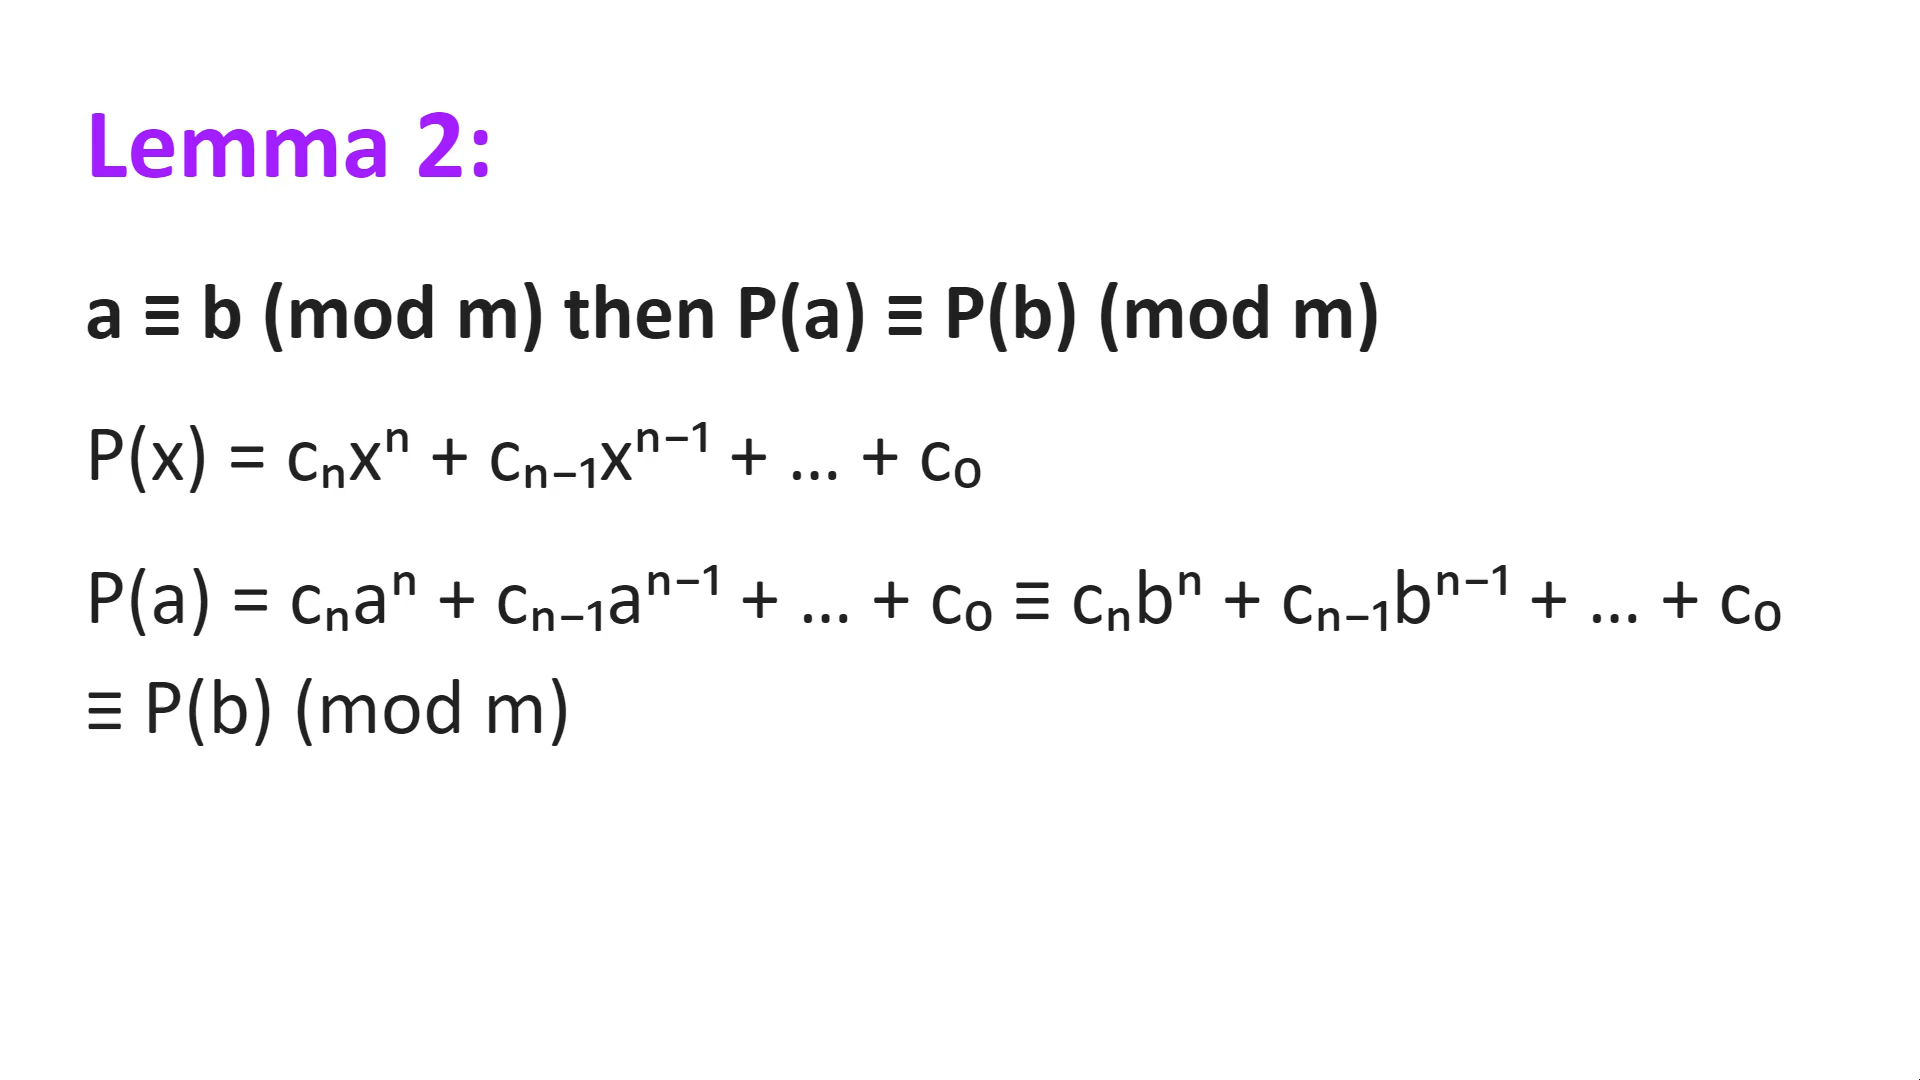 Lemma 2:
a ≡ b (mod m) then P(a) ≡ P(b) (mod m)
P(x) = cₙxⁿ + cₙ₋₁xⁿ⁻¹ + … + c₀
P(a) = cₙaⁿ + cₙ₋₁aⁿ⁻¹ + … + c₀ ≡ cₙbⁿ + cₙ₋₁bⁿ⁻¹ + … + c₀
≡ P(b) (mod m)